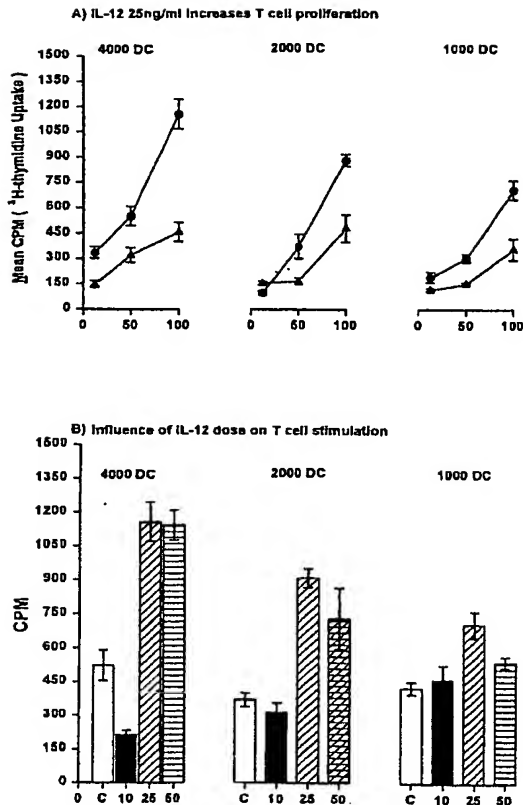 A) IL-12 25ng/ml increases T cell proliferation
4000 DC
2000 DC
1000 DC
Mean CPM ( ³H-thymidine Uptake)
1500
1350
1200
1050
900
750
600
450
300
150
0
0 50 100
0 50 100
0 50 100
B) Influence of IL-12 dose on T cell stimulation
4000 DC
2000 DC
1000 DC
CPM
1500
1350
1200
1050
900
750
600
450
300
150
0
0 C 10 25 50
C 10 25 50
C 10 25 50